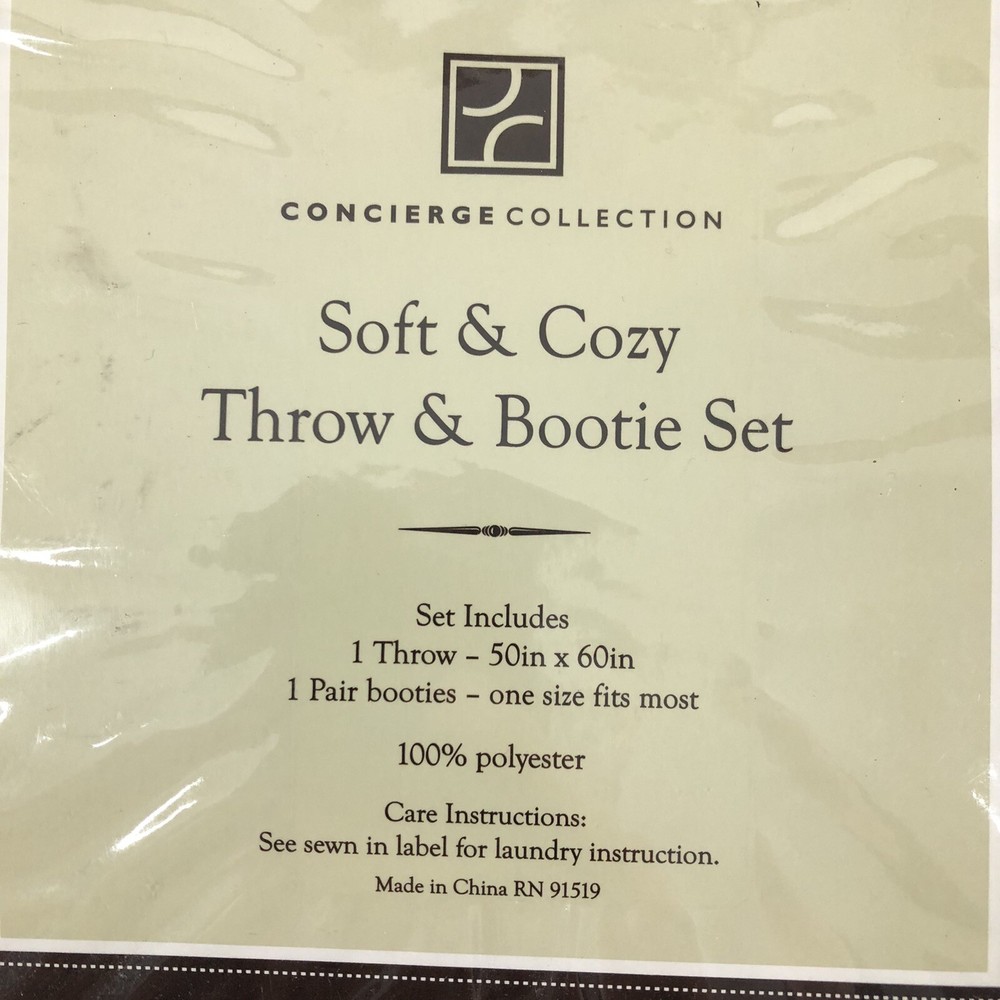 CONCIERGE COLLECTION
Soft & Cozy
Throw & Bootie Set
Set Includes
1 Throw – 50in x 60in
1 Pair booties – one size fits most
100% polyester
Care Instructions:
See sewn in label for laundry instruction.
Made in China RN 91519